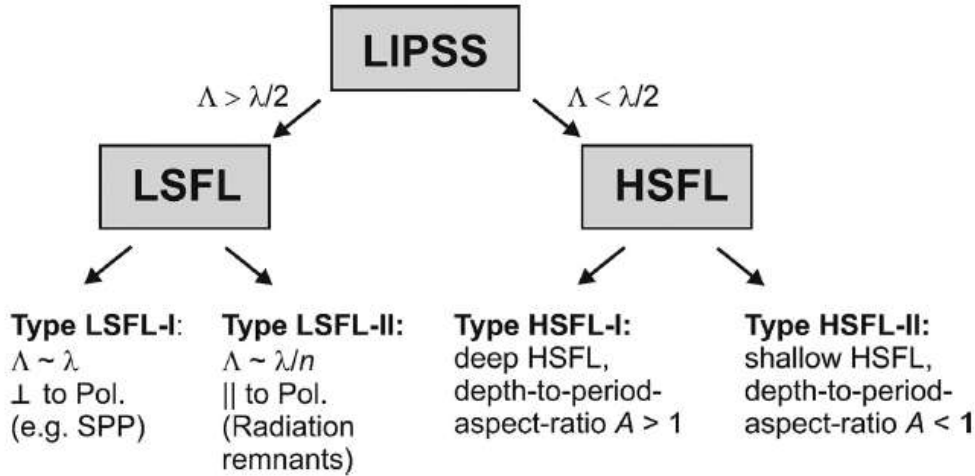 LIPSS
Λ > λ/2
Λ < λ/2
LSFL
HSFL
Type LSFL-I:
Λ ~ λ
⊥ to Pol.
(e.g. SPP)
Type LSFL-II:
Λ ~ λ/n
|| to Pol.
(Radiation
remnants)
Type HSFL-I:
deep HSFL,
depth-to-period-
aspect-ratio A > 1
Type HSFL-II:
shallow HSFL,
depth-to-period-
aspect-ratio A < 1